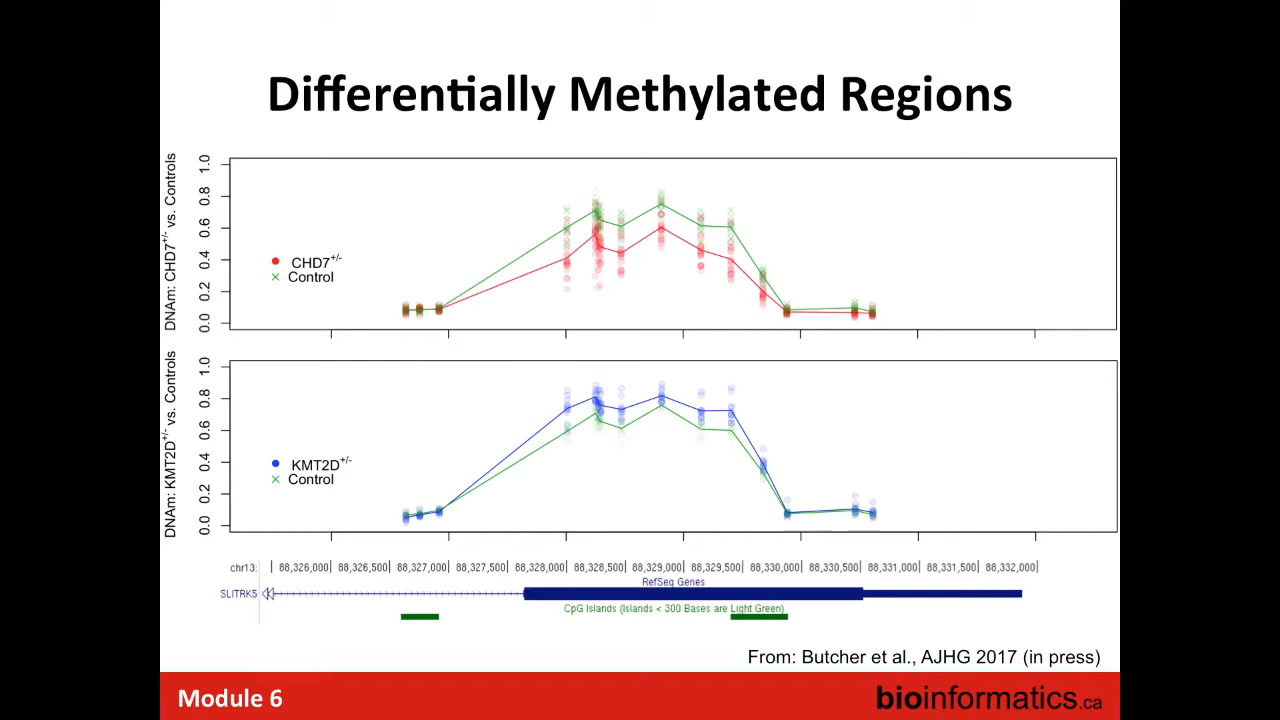 Differentially Methylated Regions
DNAm: CHD7+/- vs. Controls
1.0
0.8
0.6
0.4
0.2
0.0
CHD7+/-
Control
DNAm: KMT2D+/- vs. Controls
1.0
0.8
0.6
0.4
0.2
0.0
KMT2D+/-
Control
chr13: 88,326,000 88,326,500 88,327,000 88,327,500 88,328,000 88,328,500 88,329,000 88,329,500 88,330,000 88,330,500 88,331,000 88,331,500 88,332,000
RefSeq Genes
SLITRK5
CpG Islands (Islands < 300 Bases are Light Green)
From: Butcher et al., AJHG 2017 (in press)
Module 6
bioinformatics.ca